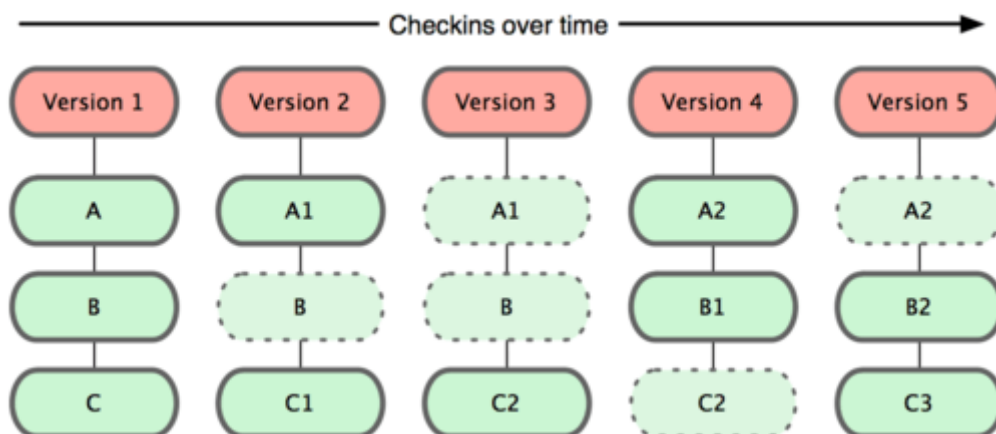 Checkins over time
Version 1 Version 2 Version 3 Version 4 Version 5
A A1 A1 A2 A2
B B B B1 B2
C C1 C2 C2 C3